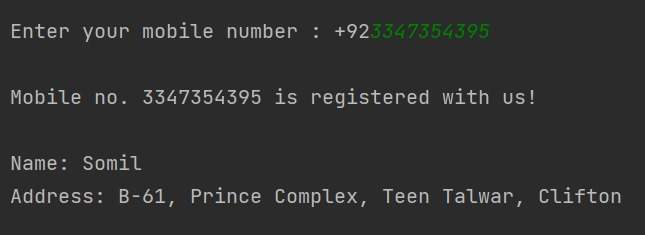 Enter your mobile number : +923347354395
Mobile no. 3347354395 is registered with us!
Name: Somil
Address: B-61, Prince Complex, Teen Talwar, Clifton